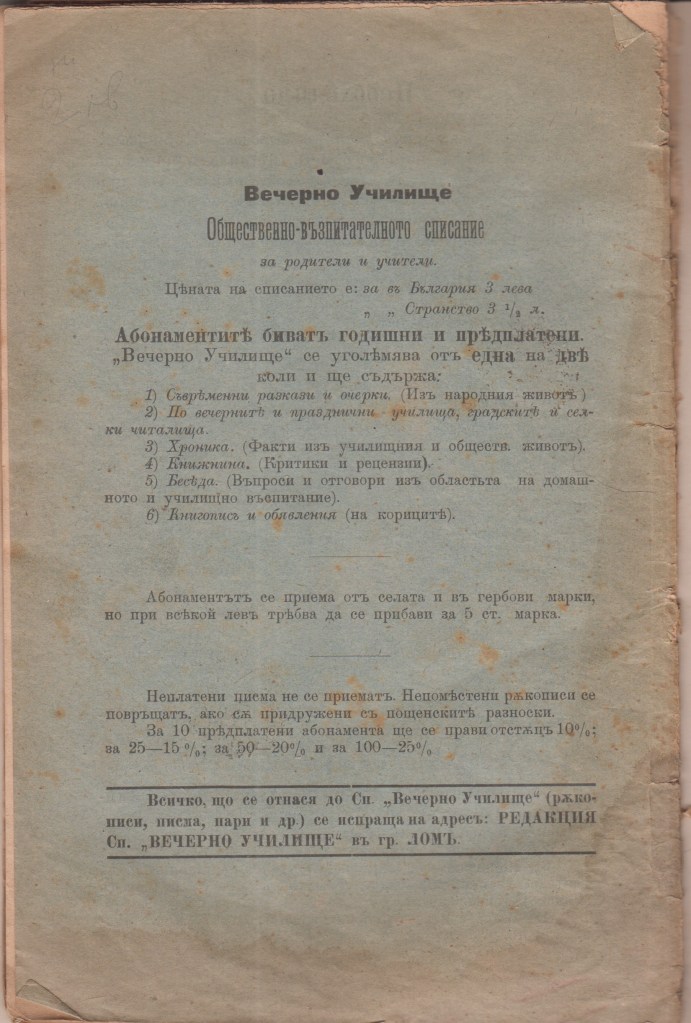 Вечерно Училище
Общественно-възпитателното списание
за родители и учители.
Цѣната на списанието е: за въ България 3 лева
„ „ Странство 3 ¹/₂ л.
Абонаментитѣ биватъ годишни и прѣдплатени.
„Вечерно Училище“ се уголѣмява отъ една на двѣ
коли и ще съдържа:
1) Съврѣменни разкази и очерки. (Изъ народния животъ)
2) По вечернитѣ и празднични училища, градскитѣ и сел-
ки читалища.
3) Хроника. (Факти изъ училищния и обществ. животъ).
4) Книжнина. (Критики и рецензии).
5) Бесѣда. (Въпроси и отговори изъ областьта на домаш-
ното и училищно въспитание).
6) Книгописъ и обявления (на корицитѣ).
Абонаментътъ се приема отъ селата и въ гербови марки,
но при всѣкой левъ трѣбва да се прибави за 5 ст. марка.
Неплатени писма не се приематъ. Непомѣстени рѫкописи се
повръщатъ, ако сѫ придружени съ пощенскитѣ разноски.
За 10 прѣдплатени абонамента ще се прави отстѫпъ 10%;
за 25—15%; за 50—20% и за 100—25%
Всичко, що се отнася до Сп. „Вечерно Училище“ (рѫко-
писи, писма, пари и др.) се испраща на адресъ: РЕДАКЦИЯ
Сп. „ВЕЧЕРНО УЧИЛИЩЕ“ въ гр. ЛОМЪ.